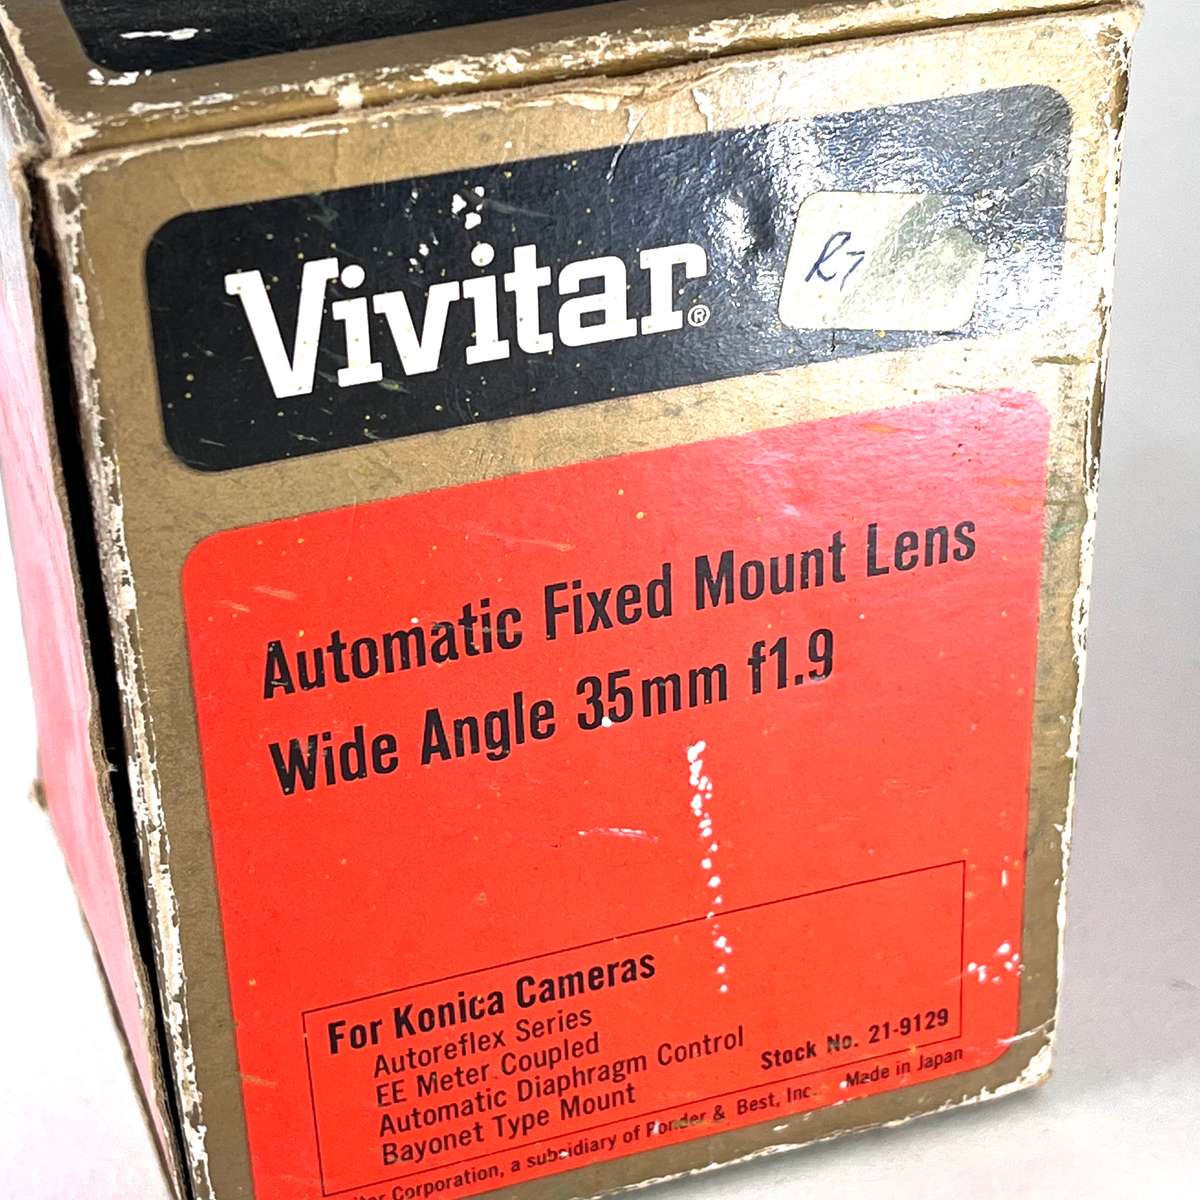 Vivitar®
R7
Automatic Fixed Mount Lens
Wide Angle 35mm f1.9
For Konica Cameras
Autoreflex Series
EE Meter Coupled
Automatic Diaphragm Control
Bayonet Type Mount
Stock No. 21-9129
Corporation, a subsidiary of Ponder & Best, Inc. Made in Japan